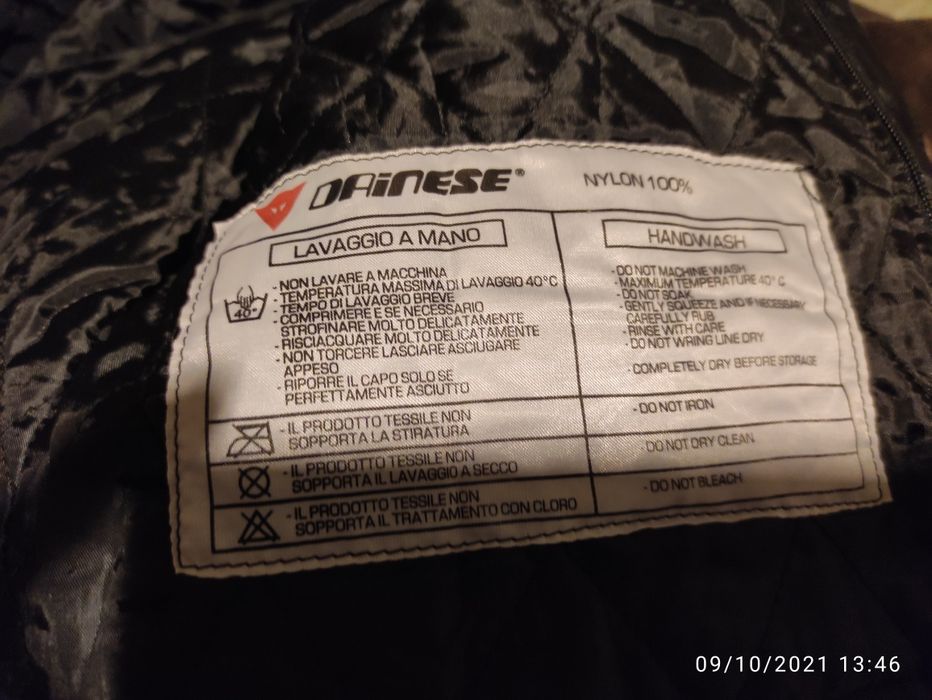 DAINESE®
NYLON 100%
LAVAGGIO A MANO
40°
- NON LAVARE A MACCHINA
- TEMPERATURA MASSIMA DI LAVAGGIO 40°C
- TEMPO DI LAVAGGIO BREVE
- COMPRIMERE E SE NECESSARIO
STROFINARE MOLTO DELICATAMENTE
- RISCIACQUARE MOLTO DELICATAMENTE
- NON TORCERE LASCIARE ASCIUGARE
APPESO
- RIPORRE IL CAPO SOLO SE
PERFETTAMENTE ASCIUTTO
HANDWASH
- DO NOT MACHINE WASH
- MAXIMUM TEMPERATURE 40° C
- DO NOT SOAK
- GENTLY SQUEEZE AND IF NECESSARY
CAREFULLY RUB
- RINSE WITH CARE
- DO NOT WRING LINE DRY
- COMPLETELY DRY BEFORE STORAGE
- IL PRODOTTO TESSILE NON
SOPPORTA LA STIRATURA
- DO NOT IRON
- IL PRODOTTO TESSILE NON
SOPPORTA IL LAVAGGIO A SECCO
- DO NOT DRY CLEAN
- IL PRODOTTO TESSILE NON
SOPPORTA IL TRATTAMENTO CON CLORO
- DO NOT BLEACH
09/10/2021 13:46